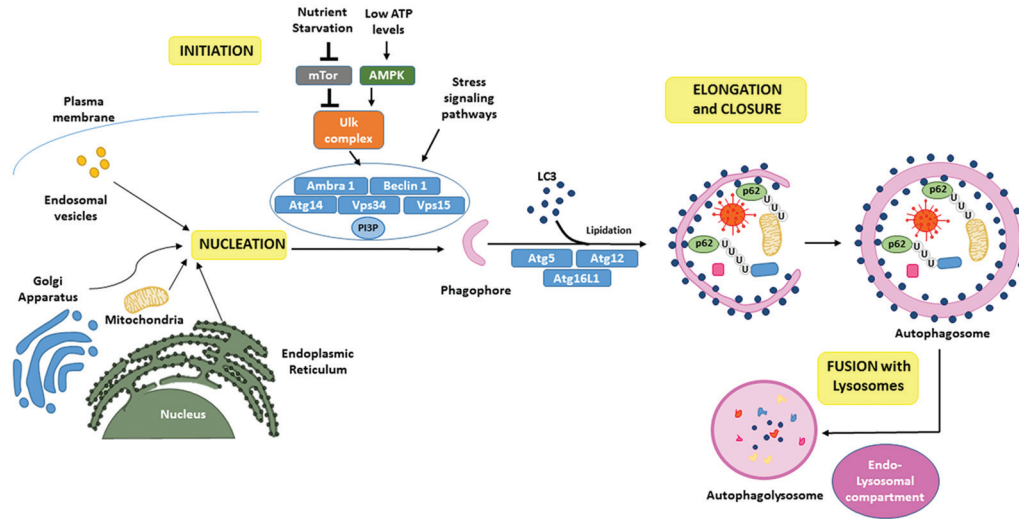 INITIATION
Nutrient
Starvation
Low ATP
levels
mTor
AMPK
Ulk
complex
Stress
signaling
pathways
Plasma
membrane
Endosomal
vesicles
Ambra 1
Beclin 1
Atg14
Vps34
Vps15
PI3P
NUCLEATION
Golgi
Apparatus
Mitochondria
Endoplasmic
Reticulum
Nucleus
Phagophore
LC3
Lipidation
Atg5
Atg12
Atg16L1
ELONGATION
and CLOSURE
p62
U
U
U
p62
U
U
U
U
p62
U
U
U
p62
U
U
U
U
Autophagosome
FUSION with
Lysosomes
Autophagolysosome
Endo-
Lysosomal
compartment